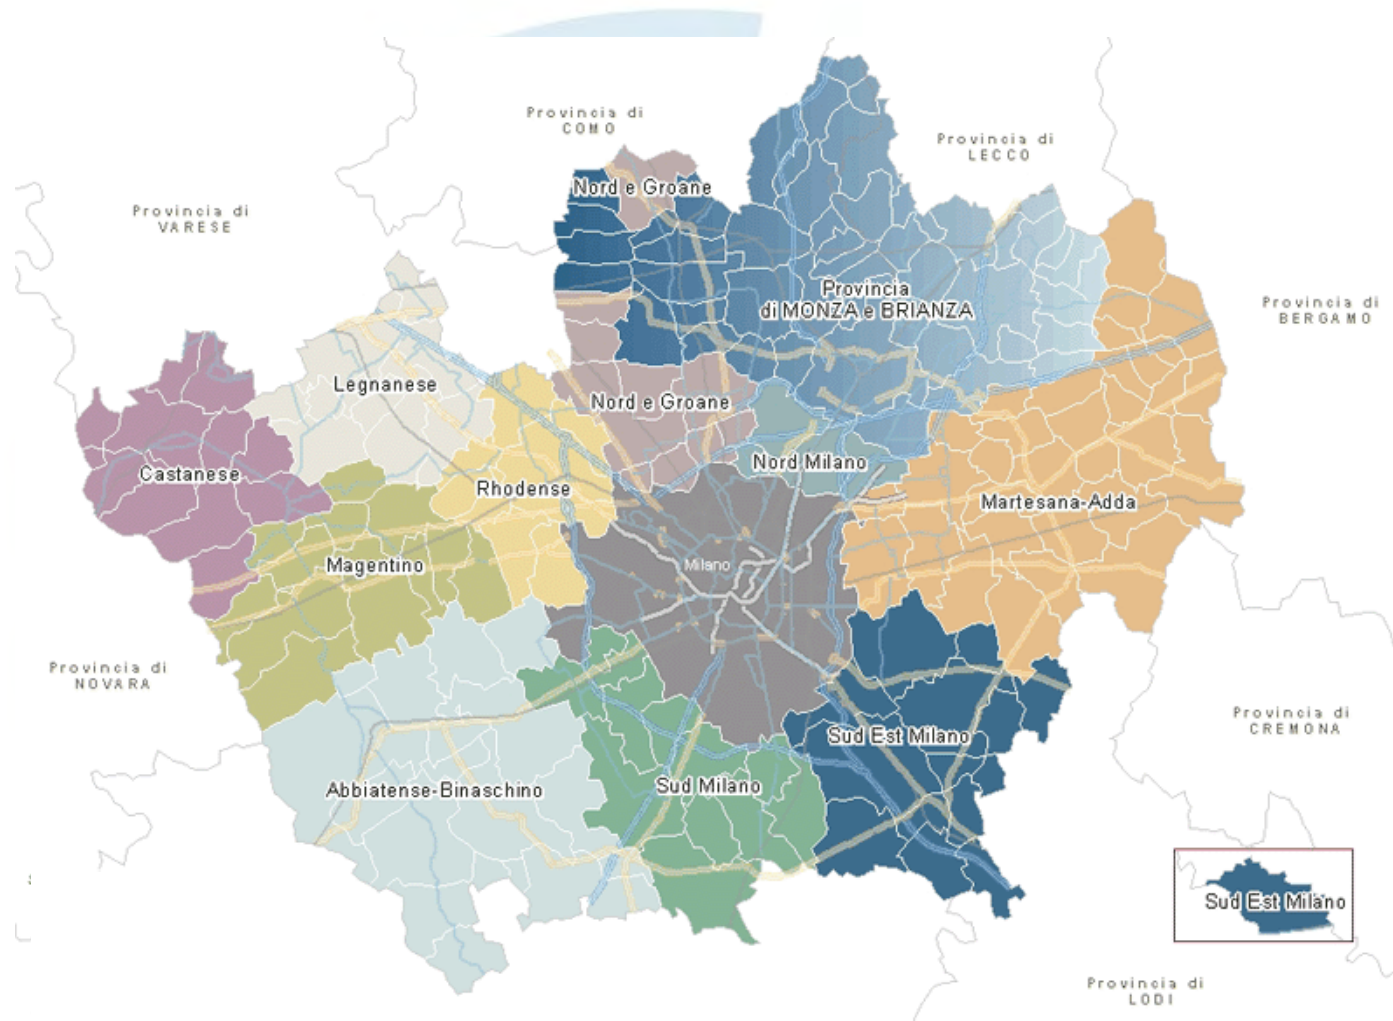 Provincia di
COMO
Provincia di
LECCO
Nord e Groane
Provincia di
VARESE
Provincia
di MONZA e BRIANZA
Provincia di
BERGAMO
Legnanese
Nord e Groane
Nord Milano
Castanese
Rhodense
Martesana-Adda
Magentino
Milano
Provincia di
NOVARA
Provincia di
CREMONA
Sud Est Milano
Abbiatense-Binaschino
Sud Milano
Sud Est Milano
Provincia di
LODI